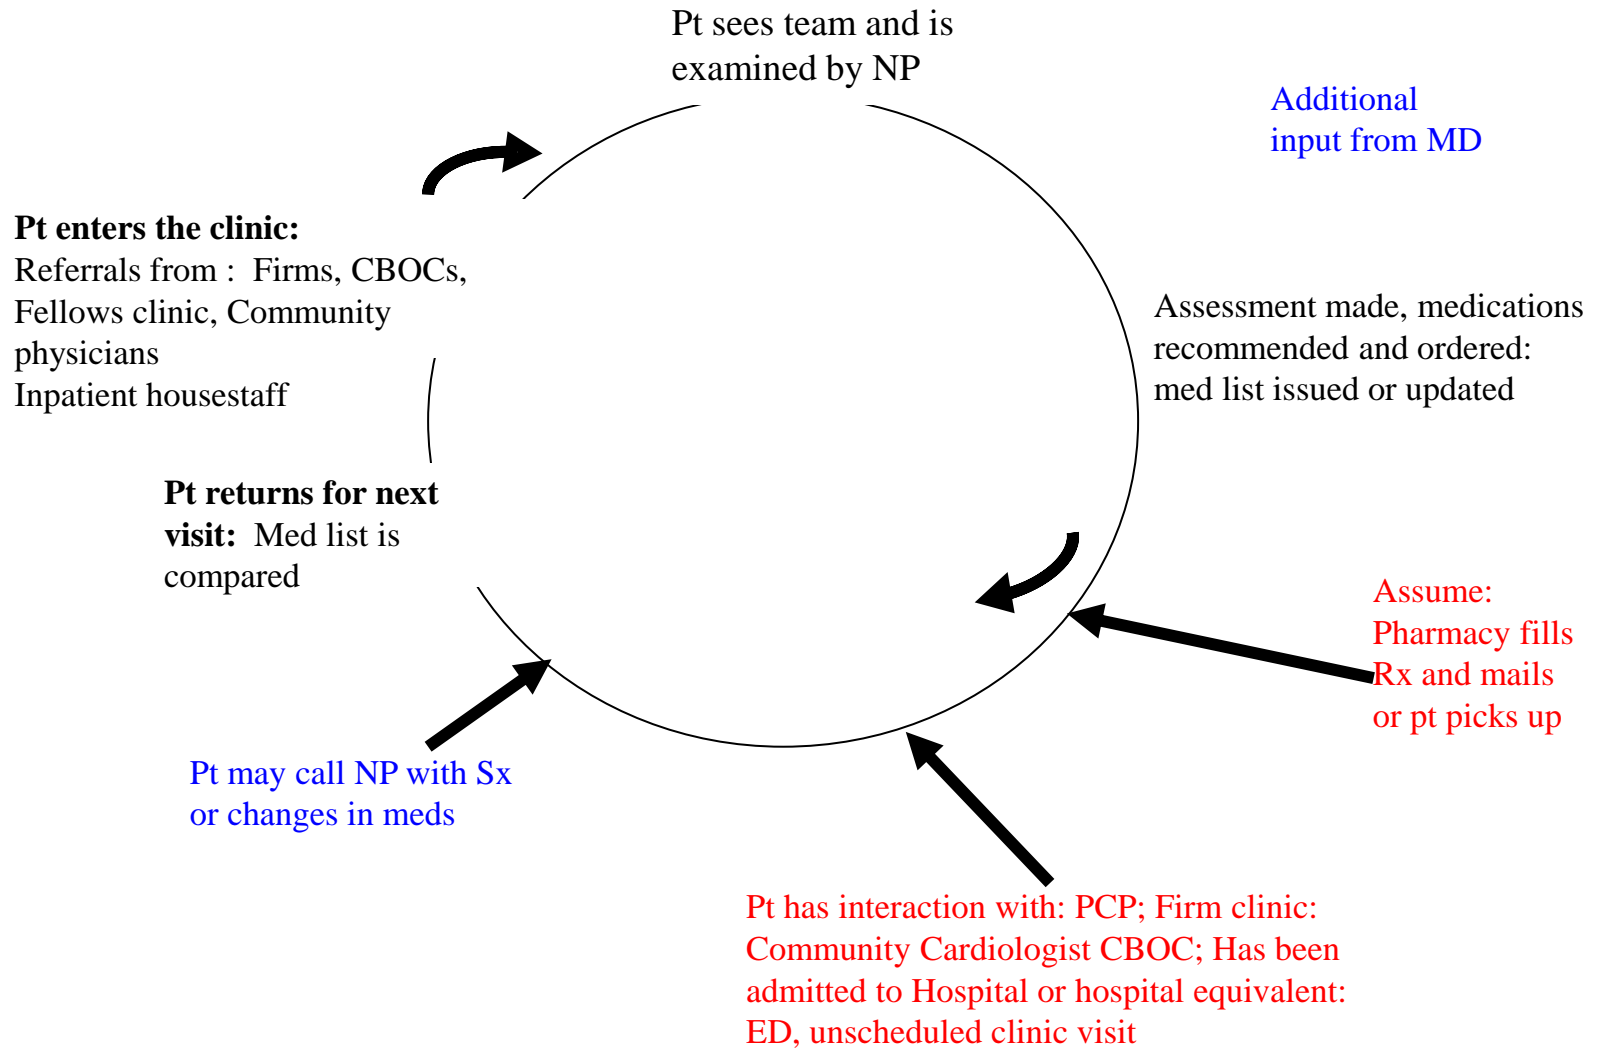 Pt sees team and is
examined by NP
Additional
input from MD
Pt enters the clinic:
Referrals from :  Firms, CBOCs,
Fellows clinic, Community
physicians
Inpatient housestaff
Assessment made, medications
recommended and ordered:
med list issued or updated
Pt returns for next
visit:  Med list is
compared
Assume:
Pharmacy fills
Rx and mails
or pt picks up
Pt may call NP with Sx
or changes in meds
Pt has interaction with: PCP; Firm clinic:
Community Cardiologist CBOC; Has been
admitted to Hospital or hospital equivalent:
ED, unscheduled clinic visit